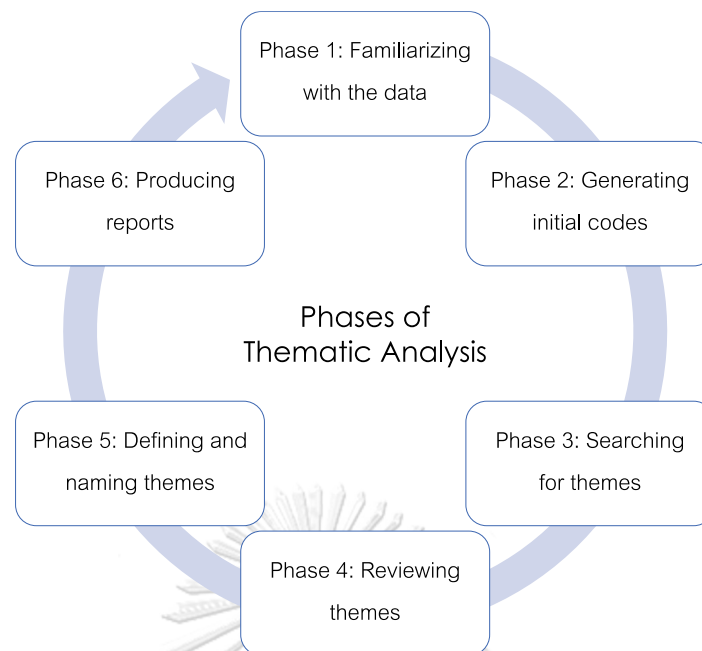 Phase 1: Familiarizing
with the data
Phase 2: Generating
initial codes
Phase 3: Searching
for themes
Phase 4: Reviewing
themes
Phase 5: Defining and
naming themes
Phase 6: Producing
reports
Phases of
Thematic Analysis